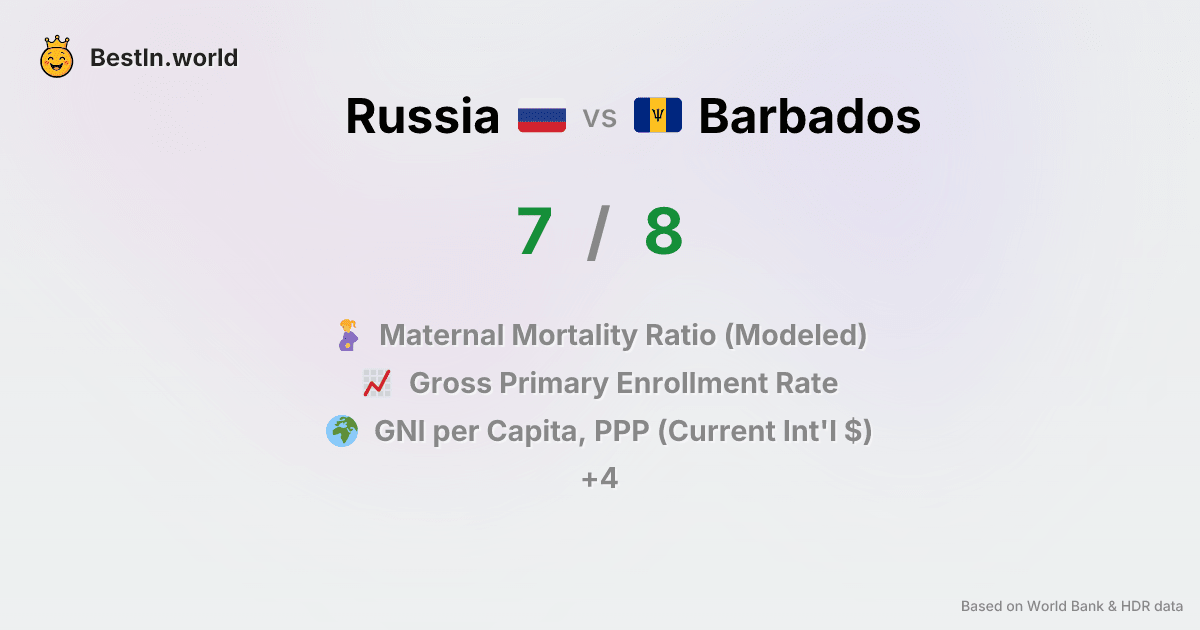 BestIn.world
Russia vs Barbados
7 / 8
Maternal Mortality Ratio (Modeled)
Gross Primary Enrollment Rate
GNI per Capita, PPP (Current Int'l $)
+4
Based on World Bank & HDR data